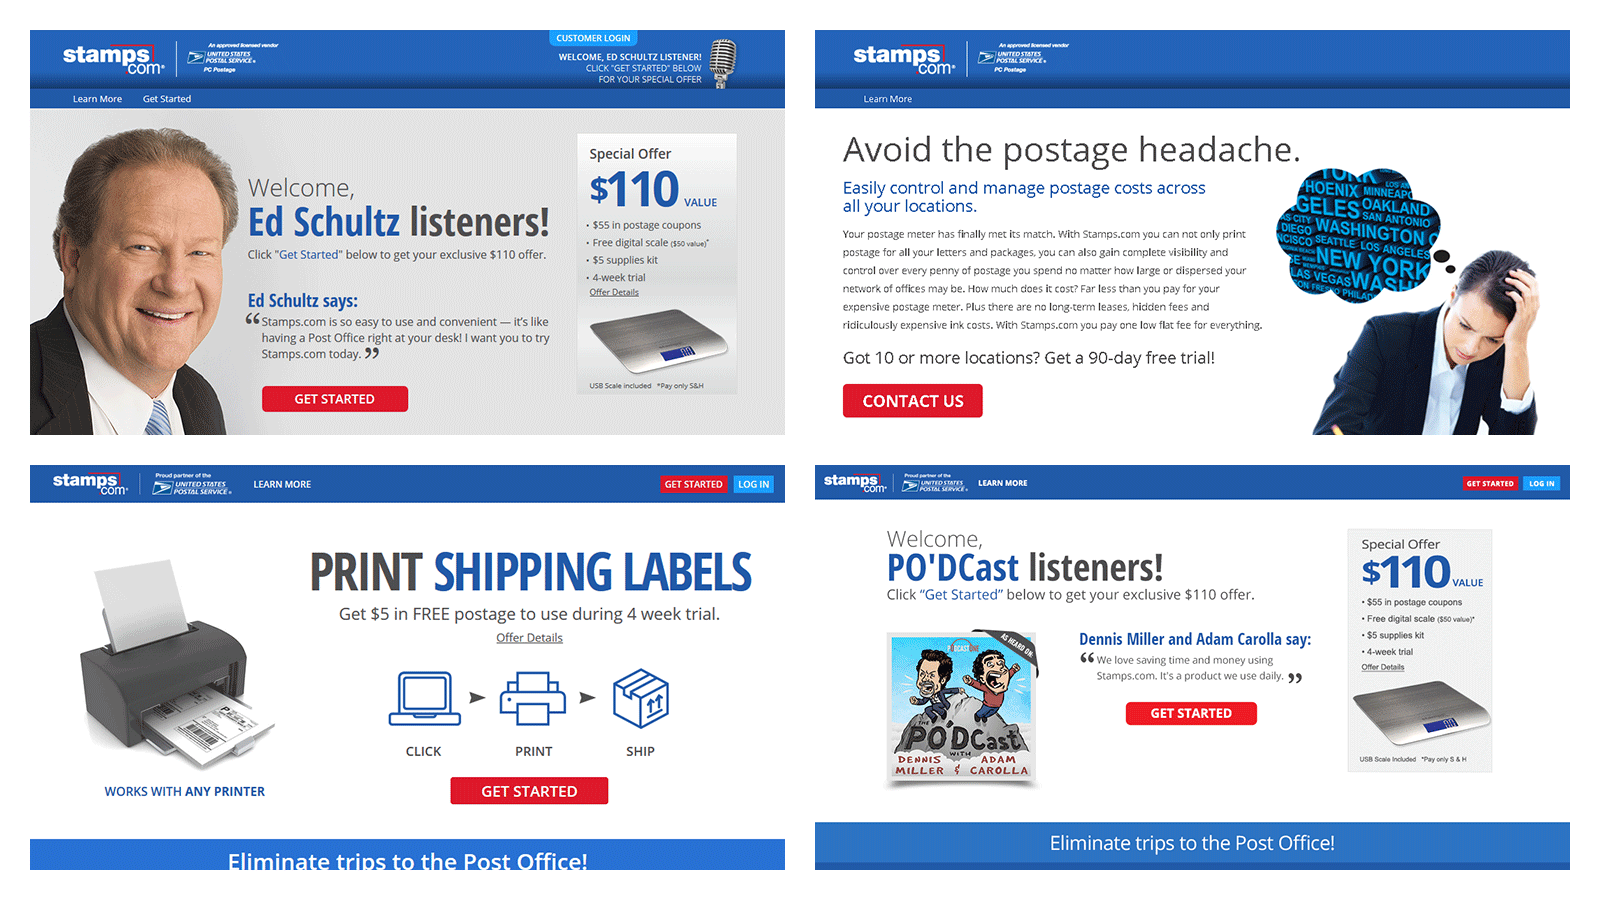 stamps.com
An approved licensed vendor
UNITED STATES POSTAL SERVICE®
PC Postage
CUSTOMER LOGIN
WELCOME, ED SCHULTZ LISTENER!
CLICK "GET STARTED" BELOW
FOR YOUR SPECIAL OFFER
Learn More
Get Started
Welcome,
Ed Schultz listeners!
Click "Get Started" below to get your exclusive $110 offer.
Ed Schultz says:
“Stamps.com is so easy to use and convenient — it's like
having a Post Office right at your desk! I want you to try
Stamps.com today.”
GET STARTED
Special Offer
$110 VALUE
• $55 in postage coupons
• Free digital scale ($50 value)*
• $5 supplies kit
• 4-week trial
Offer Details
USB Scale included *Pay only S&H
stamps.com
An approved licensed vendor
UNITED STATES POSTAL SERVICE®
PC Postage
Learn More
Avoid the postage headache.
Easily control and manage postage costs across
all your locations.
Your postage meter has finally met its match. With Stamps.com you can not only print
postage for all your letters and packages, you can also gain complete visibility and
control over every penny of postage you spend no matter how large or dispersed your
network of offices may be. How much does it cost? Far less than you pay for your
expensive postage meter. Plus there are no long-term leases, hidden fees and
ridiculously expensive ink costs. With Stamps.com you pay one low flat fee for everything.
Got 10 or more locations? Get a 90-day free trial!
CONTACT US
YORK
PHOENIX MINNEAP
GELES OAKLAND
AS CITY SAN ANTONIO
DIEGO WASHINGTON
CISCO SEATTLE LOS ANGELES
NEW YORK
LAS VEGAS WASH
PHILAD
stamps.com
Proud partner of the
UNITED STATES POSTAL SERVICE®
LEARN MORE
GET STARTED
LOG IN
PRINT SHIPPING LABELS
Get $5 in FREE postage to use during 4 week trial.
Offer Details
CLICK
PRINT
SHIP
WORKS WITH ANY PRINTER
GET STARTED
Eliminate trips to the Post Office!
stamps.com
Proud partner of the
UNITED STATES POSTAL SERVICE®
LEARN MORE
GET STARTED
LOG IN
Welcome,
PO'DCast listeners!
Click “Get Started” below to get your exclusive $110 offer.
PODCASTONE
AS HEARD ON:
THE
PO'DCast
WITH
DENNIS MILLER & ADAM CAROLLA
Dennis Miller and Adam Carolla say:
“We love saving time and money using
Stamps.com. It's a product we use daily.”
GET STARTED
Special Offer
$110 VALUE
• $55 in postage coupons
• Free digital scale ($50 value)*
• $5 supplies kit
• 4-week trial
Offer Details
USB Scale Included *Pay only S & H
Eliminate trips to the Post Office!